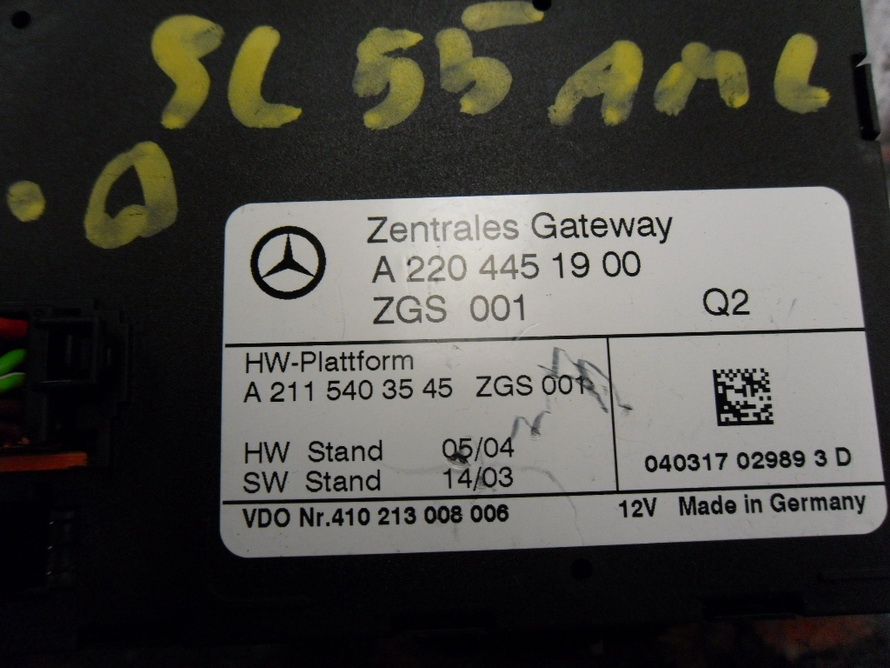 SL 55 AML
.A
Zentrales Gateway
A 220 445 19 00
ZGS 001
Q2
HW-Plattform
A 211 540 35 45 ZGS 001
HW Stand 05/04
SW Stand 14/03
040317 02989 3 D
VDO Nr.410 213 008 006
12V Made in Germany